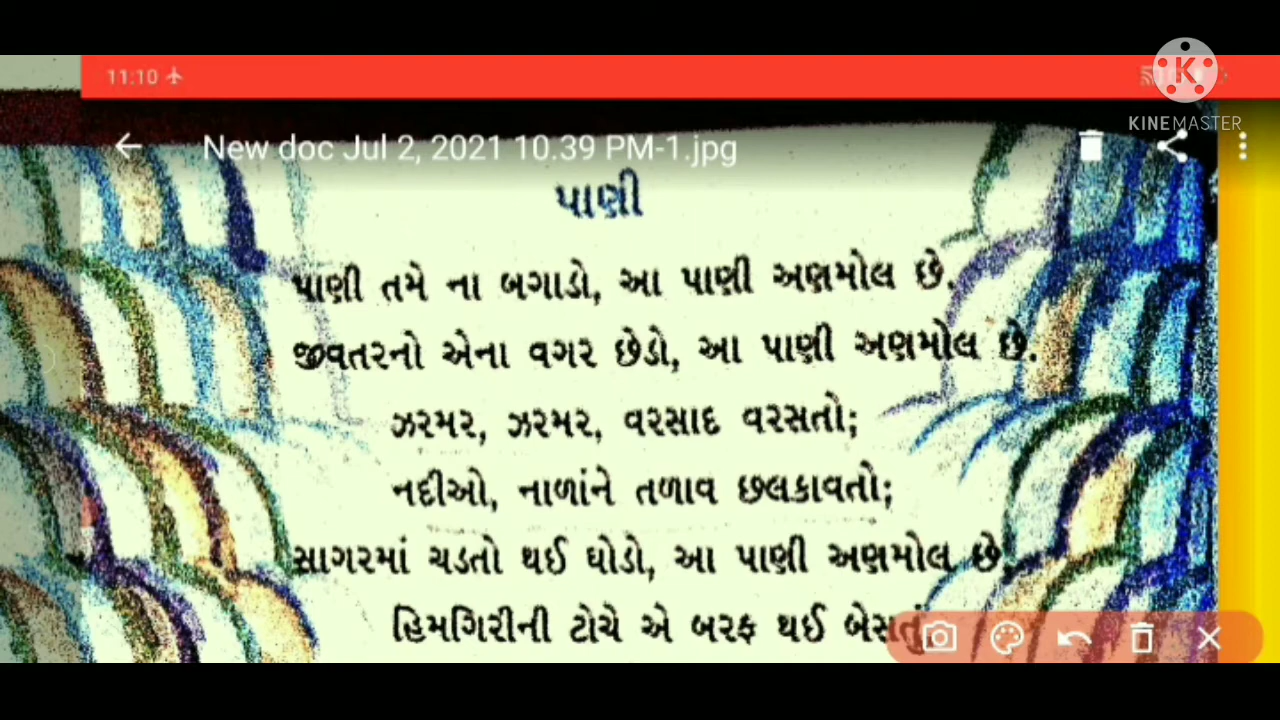 11:10
KINEMASTER
New doc Jul 2, 2021 10.39 PM-1.jpg
પાણી
પાણી તમે ના બગાડો, આ પાણી અણમોલ છે.
જીવતરનો એના વગર છેડો, આ પાણી અણમોલ છે.
ઝરમર, ઝરમર, વરસાદ વરસતો;
નદીઓ, નાળાંને તળાવ છલકાવતો;
સાગરમાં ચડતો થઈ ઘોડો, આ પાણી અણમોલ છે.
હિમગિરીની ટોચે એ બરફ થઈ બેસતું